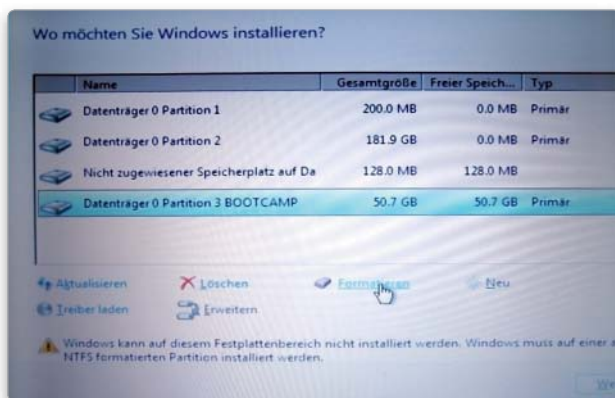 Wo möchten Sie Windows installieren?
Name Gesamtgröße Freier Speich... Typ
Datenträger 0 Partition 1 200.0 MB 0.0 MB Primär
Datenträger 0 Partition 2 181.9 GB 0.0 MB Primär
Nicht zugewiesener Speicherplatz auf Da 128.0 MB 128.0 MB
Datenträger 0 Partition 3 BOOTCAMP 50.7 GB 50.7 GB Primär
Aktualisieren Löschen Formatieren Neu
Treiber laden Erweitern
Windows kann auf diesem Festplattenbereich nicht installiert werden. Windows muss auf einer a
NTFS formatierten Partition installiert werden.